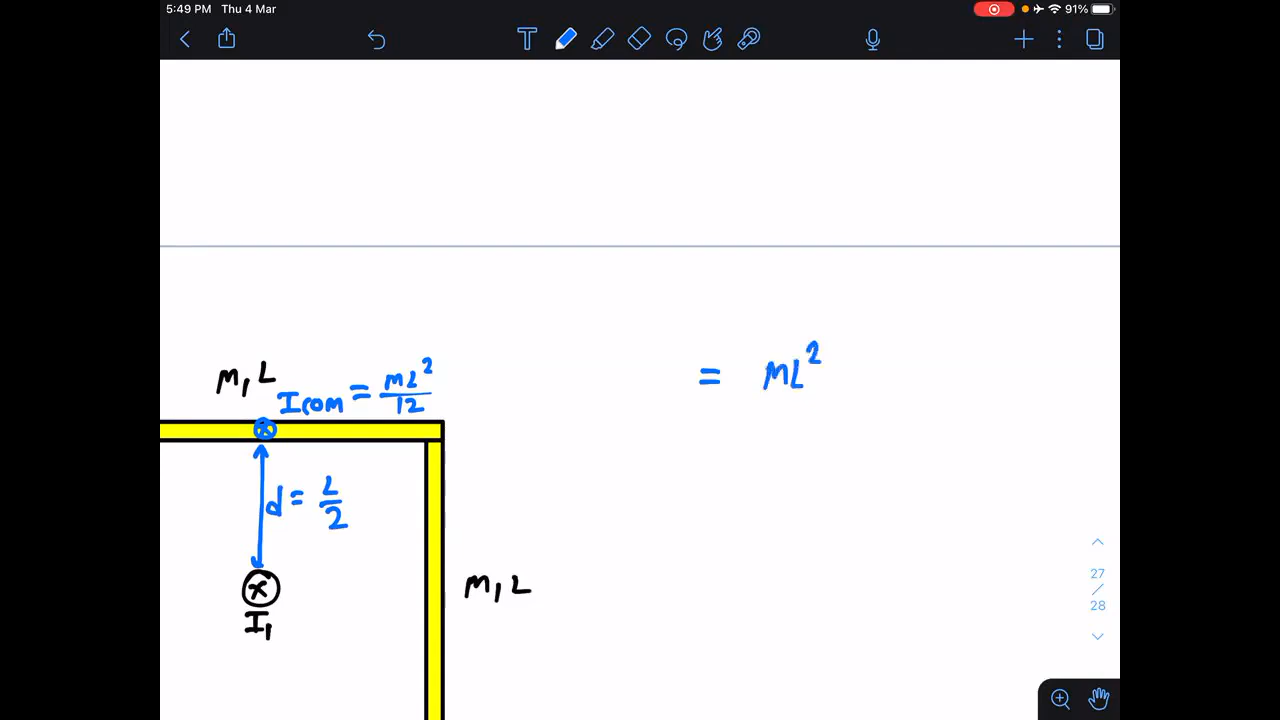 5:49 PM Thu 4 Mar
91%
T
= ML²
M, L
Icom = ML²/12
d = L/2
M, L
I₁
27
/
28